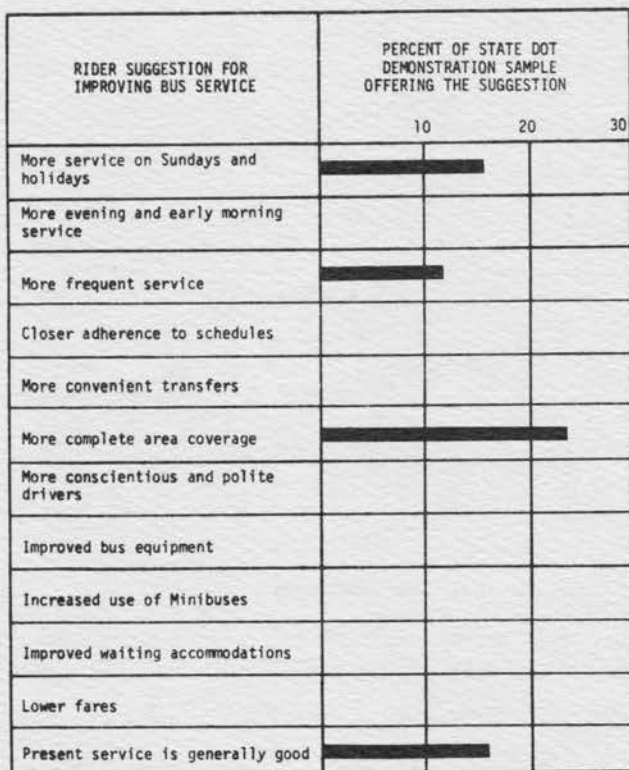 RIDER SUGGESTION FOR
IMPROVING BUS SERVICE
PERCENT OF STATE DOT
DEMONSTRATION SAMPLE
OFFERING THE SUGGESTION
10 20 30
More service on Sundays and
holidays
More evening and early morning
service
More frequent service
Closer adherence to schedules
More convenient transfers
More complete area coverage
More conscientious and polite
drivers
Improved bus equipment
Increased use of Minibuses
Improved waiting accommodations
Lower fares
Present service is generally good